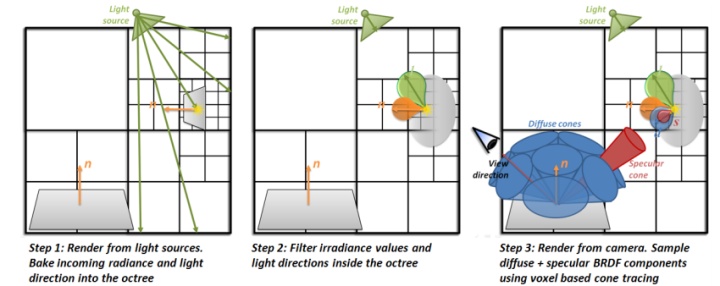 Light
source
n
n
Step 1: Render from light sources.
Bake incoming radiance and light
direction into the octree
Light
source
L
n
n
Step 2: Filter irradiance values and
light directions inside the octree
Light
source
n
S
d
Diffuse cones
View
direction
n
Specular
cone
Step 3: Render from camera. Sample
diffuse + specular BRDF components
using voxel based cone tracing